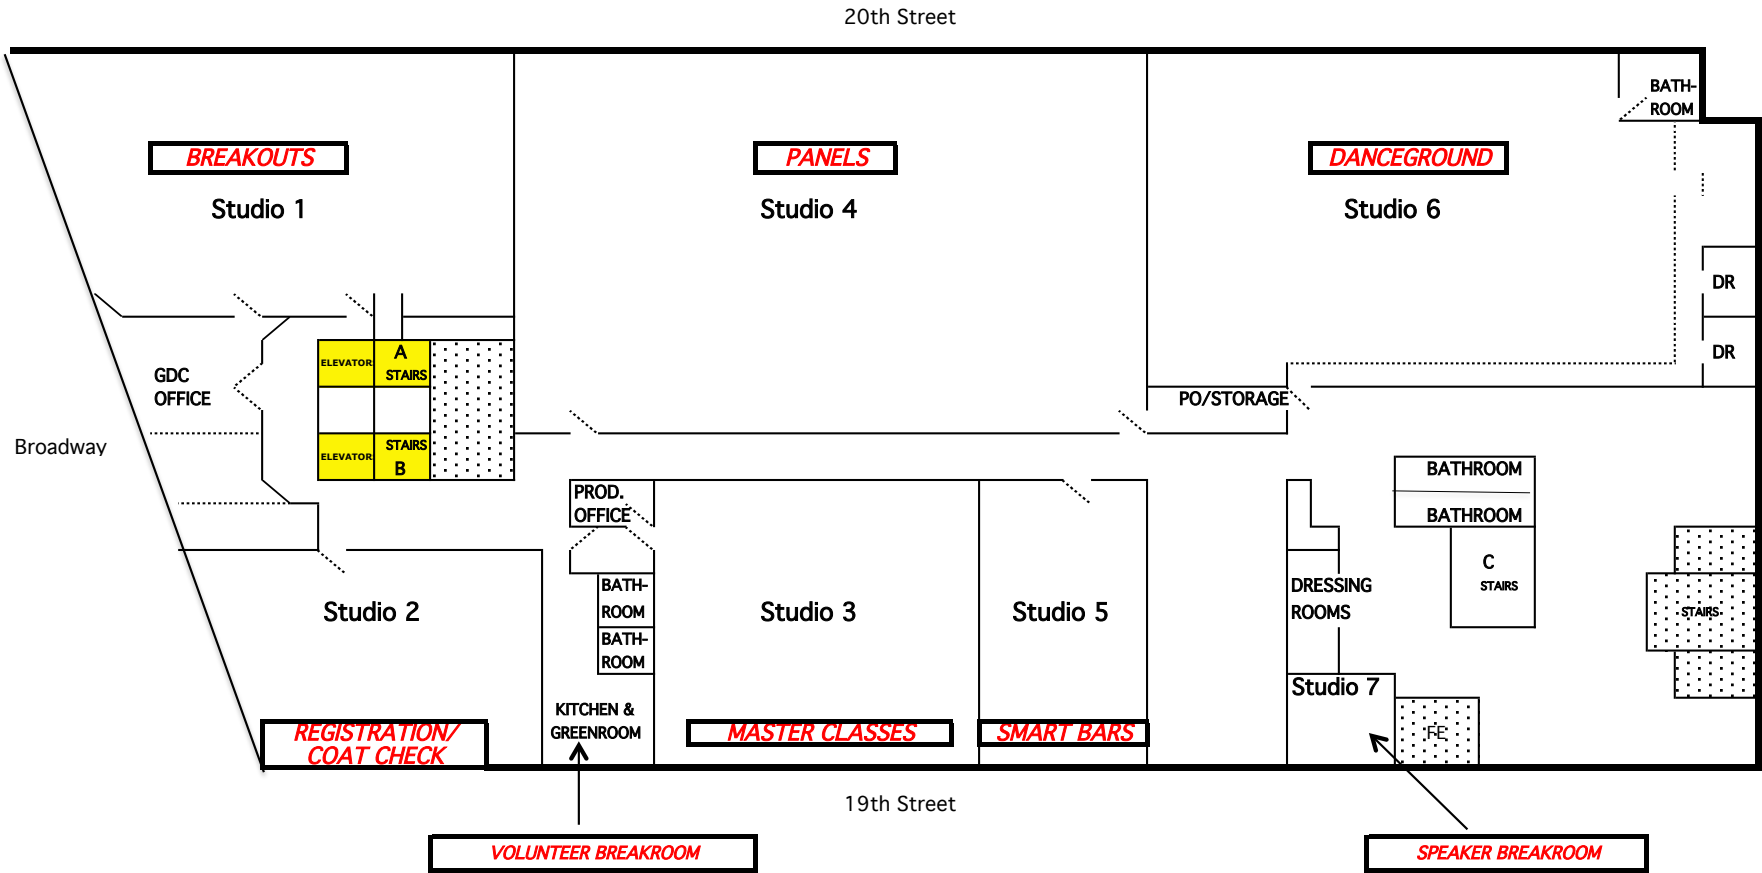 20th Street
BATH-
ROOM
BREAKOUTS
PANELS
DANCEGROUND
Studio 1
Studio 4
Studio 6
DR
DR
ELEVATOR
A
STAIRS
GDC
OFFICE
PO/STORAGE
Broadway
ELEVATOR
STAIRS
B
BATHROOM
BATHROOM
PROD.
OFFICE
C
STAIRS
BATH-
ROOM
BATH-
ROOM
DRESSING
ROOMS
STAIRS
Studio 2
Studio 3
Studio 5
Studio 7
KITCHEN &
GREENROOM
REGISTRATION/
COAT CHECK
MASTER CLASSES
SMART BARS
FE
19th Street
VOLUNTEER BREAKROOM
SPEAKER BREAKROOM